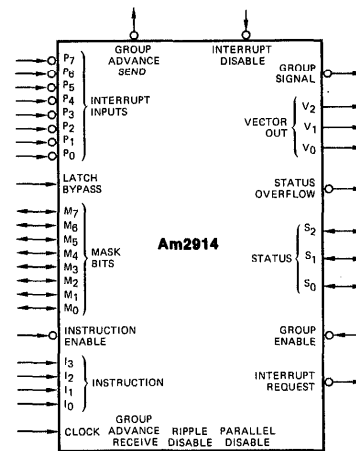 GROUP ADVANCE SEND
INTERRUPT DISABLE
P7
P6
P5
P4
P3
P2
P1
P0
INTERRUPT INPUTS
GROUP SIGNAL
V2
V1
V0
VECTOR OUT
LATCH BYPASS
STATUS OVERFLOW
M7
M6
M5
M4
M3
M2
M1
M0
MASK BITS
Am2914
S2
S1
S0
STATUS
INSTRUCTION ENABLE
GROUP ENABLE
I3
I2
I1
I0
INSTRUCTION
INTERRUPT REQUEST
CLOCK
GROUP ADVANCE RECEIVE
RIPPLE DISABLE
PARALLEL DISABLE